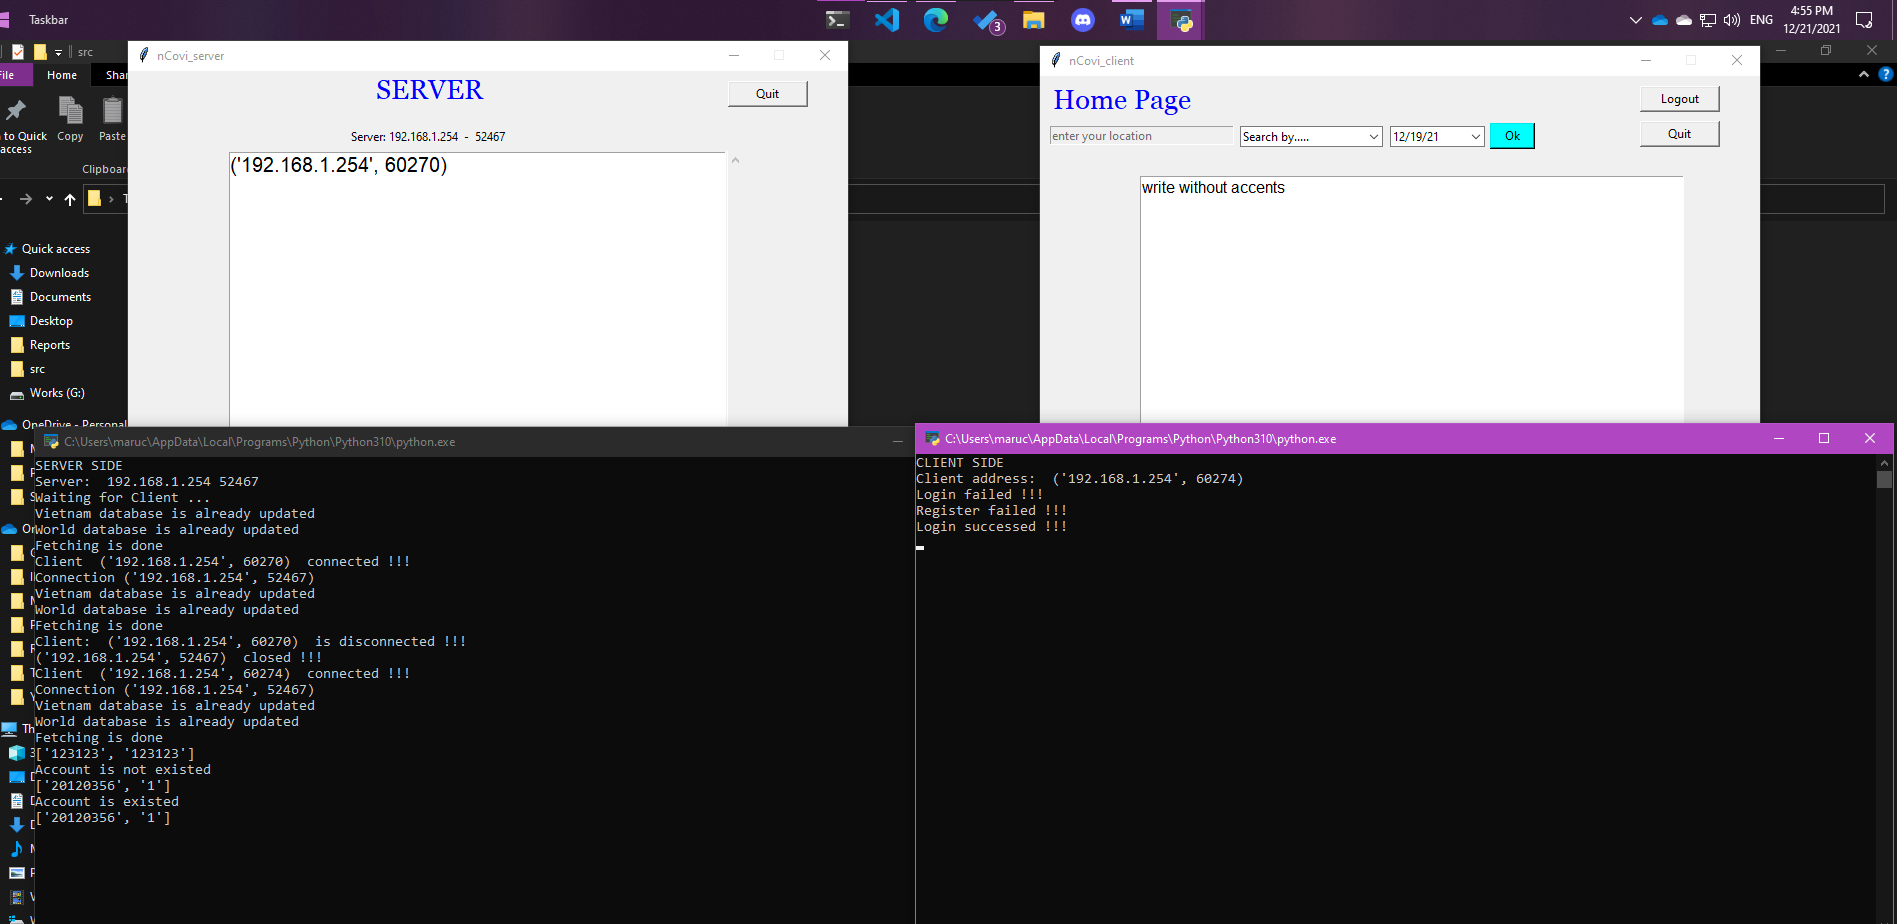 Taskbar
3
ENG
4:55 PM
12/21/2021
src
File
Home
Shar
to Quick
access
Copy
Paste
Clipboar
Quick access
Downloads
Documents
Desktop
Reports
src
Works (G:)
OneDrive - Personal
nCovi_server
SERVER
Quit
Server: 192.168.1.254 - 52467
('192.168.1.254', 60270)
nCovi_client
Home Page
Logout
enter your location
Search by.....
12/19/21
Ok
Quit
write without accents
C:\Users\maruc\AppData\Local\Programs\Python\Python310\python.exe
SERVER SIDE
Server:  192.168.1.254 52467
Waiting for Client ...
Vietnam database is already updated
World database is already updated
Fetching is done
Client  ('192.168.1.254', 60270)  connected !!!
Connection ('192.168.1.254', 52467)
Vietnam database is already updated
World database is already updated
Fetching is done
Client:  ('192.168.1.254', 60270)  is disconnected !!!
('192.168.1.254', 52467)  closed !!!
Client  ('192.168.1.254', 60274)  connected !!!
Connection ('192.168.1.254', 52467)
Vietnam database is already updated
World database is already updated
Fetching is done
['123123', '123123']
Account is not existed
['20120356', '1']
Account is existed
['20120356', '1']
C:\Users\maruc\AppData\Local\Programs\Python\Python310\python.exe
CLIENT SIDE
Client address:  ('192.168.1.254', 60274)
Login failed !!!
Register failed !!!
Login successed !!!